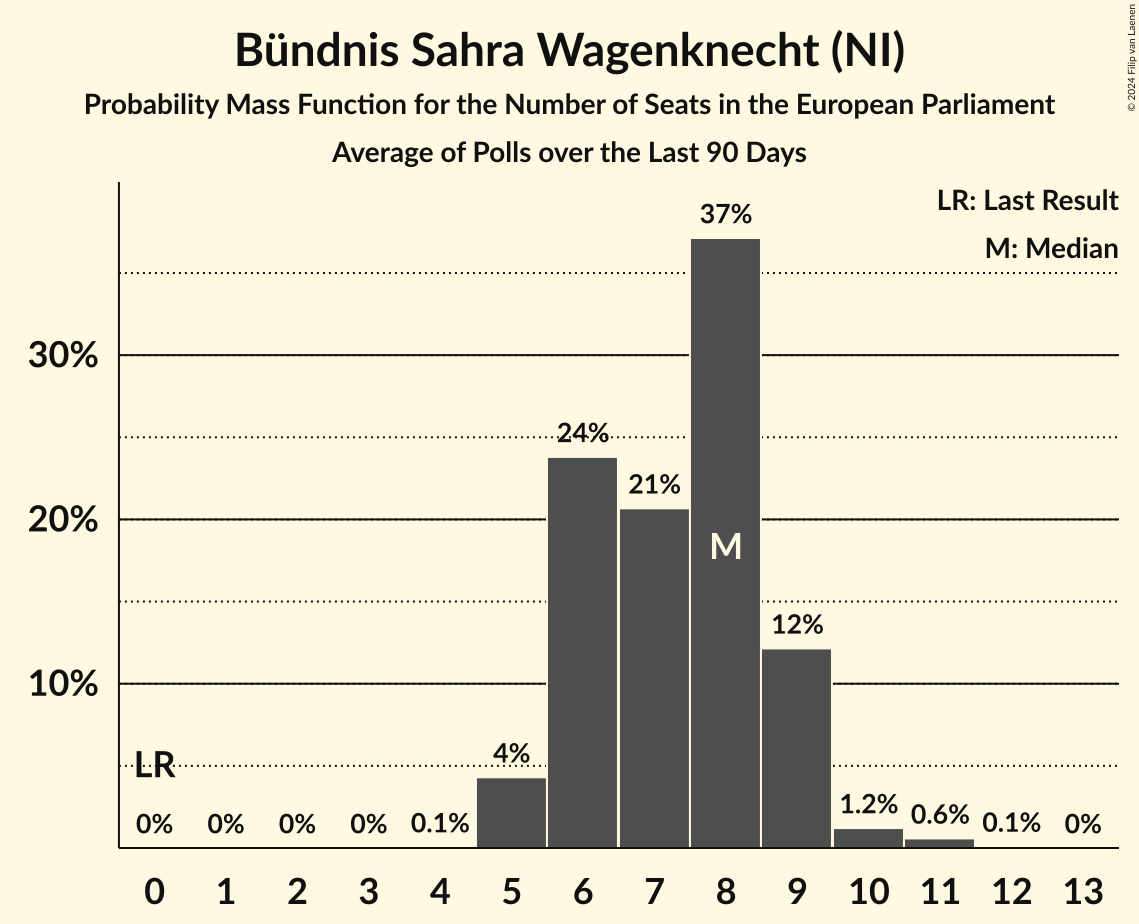 Bündnis Sahra Wagenknecht (NI)
Probability Mass Function for the Number of Seats in the European Parliament
Average of Polls over the Last 90 Days
© 2024 Filip van Laenen
LR: Last Result
M: Median
37%
30%
24%
21%
20%
M
12%
10%
LR
4%
0% 0% 0% 0% 0.1% 1.2% 0.6% 0.1% 0%
0 1 2 3 4 5 6 7 8 9 10 11 12 13